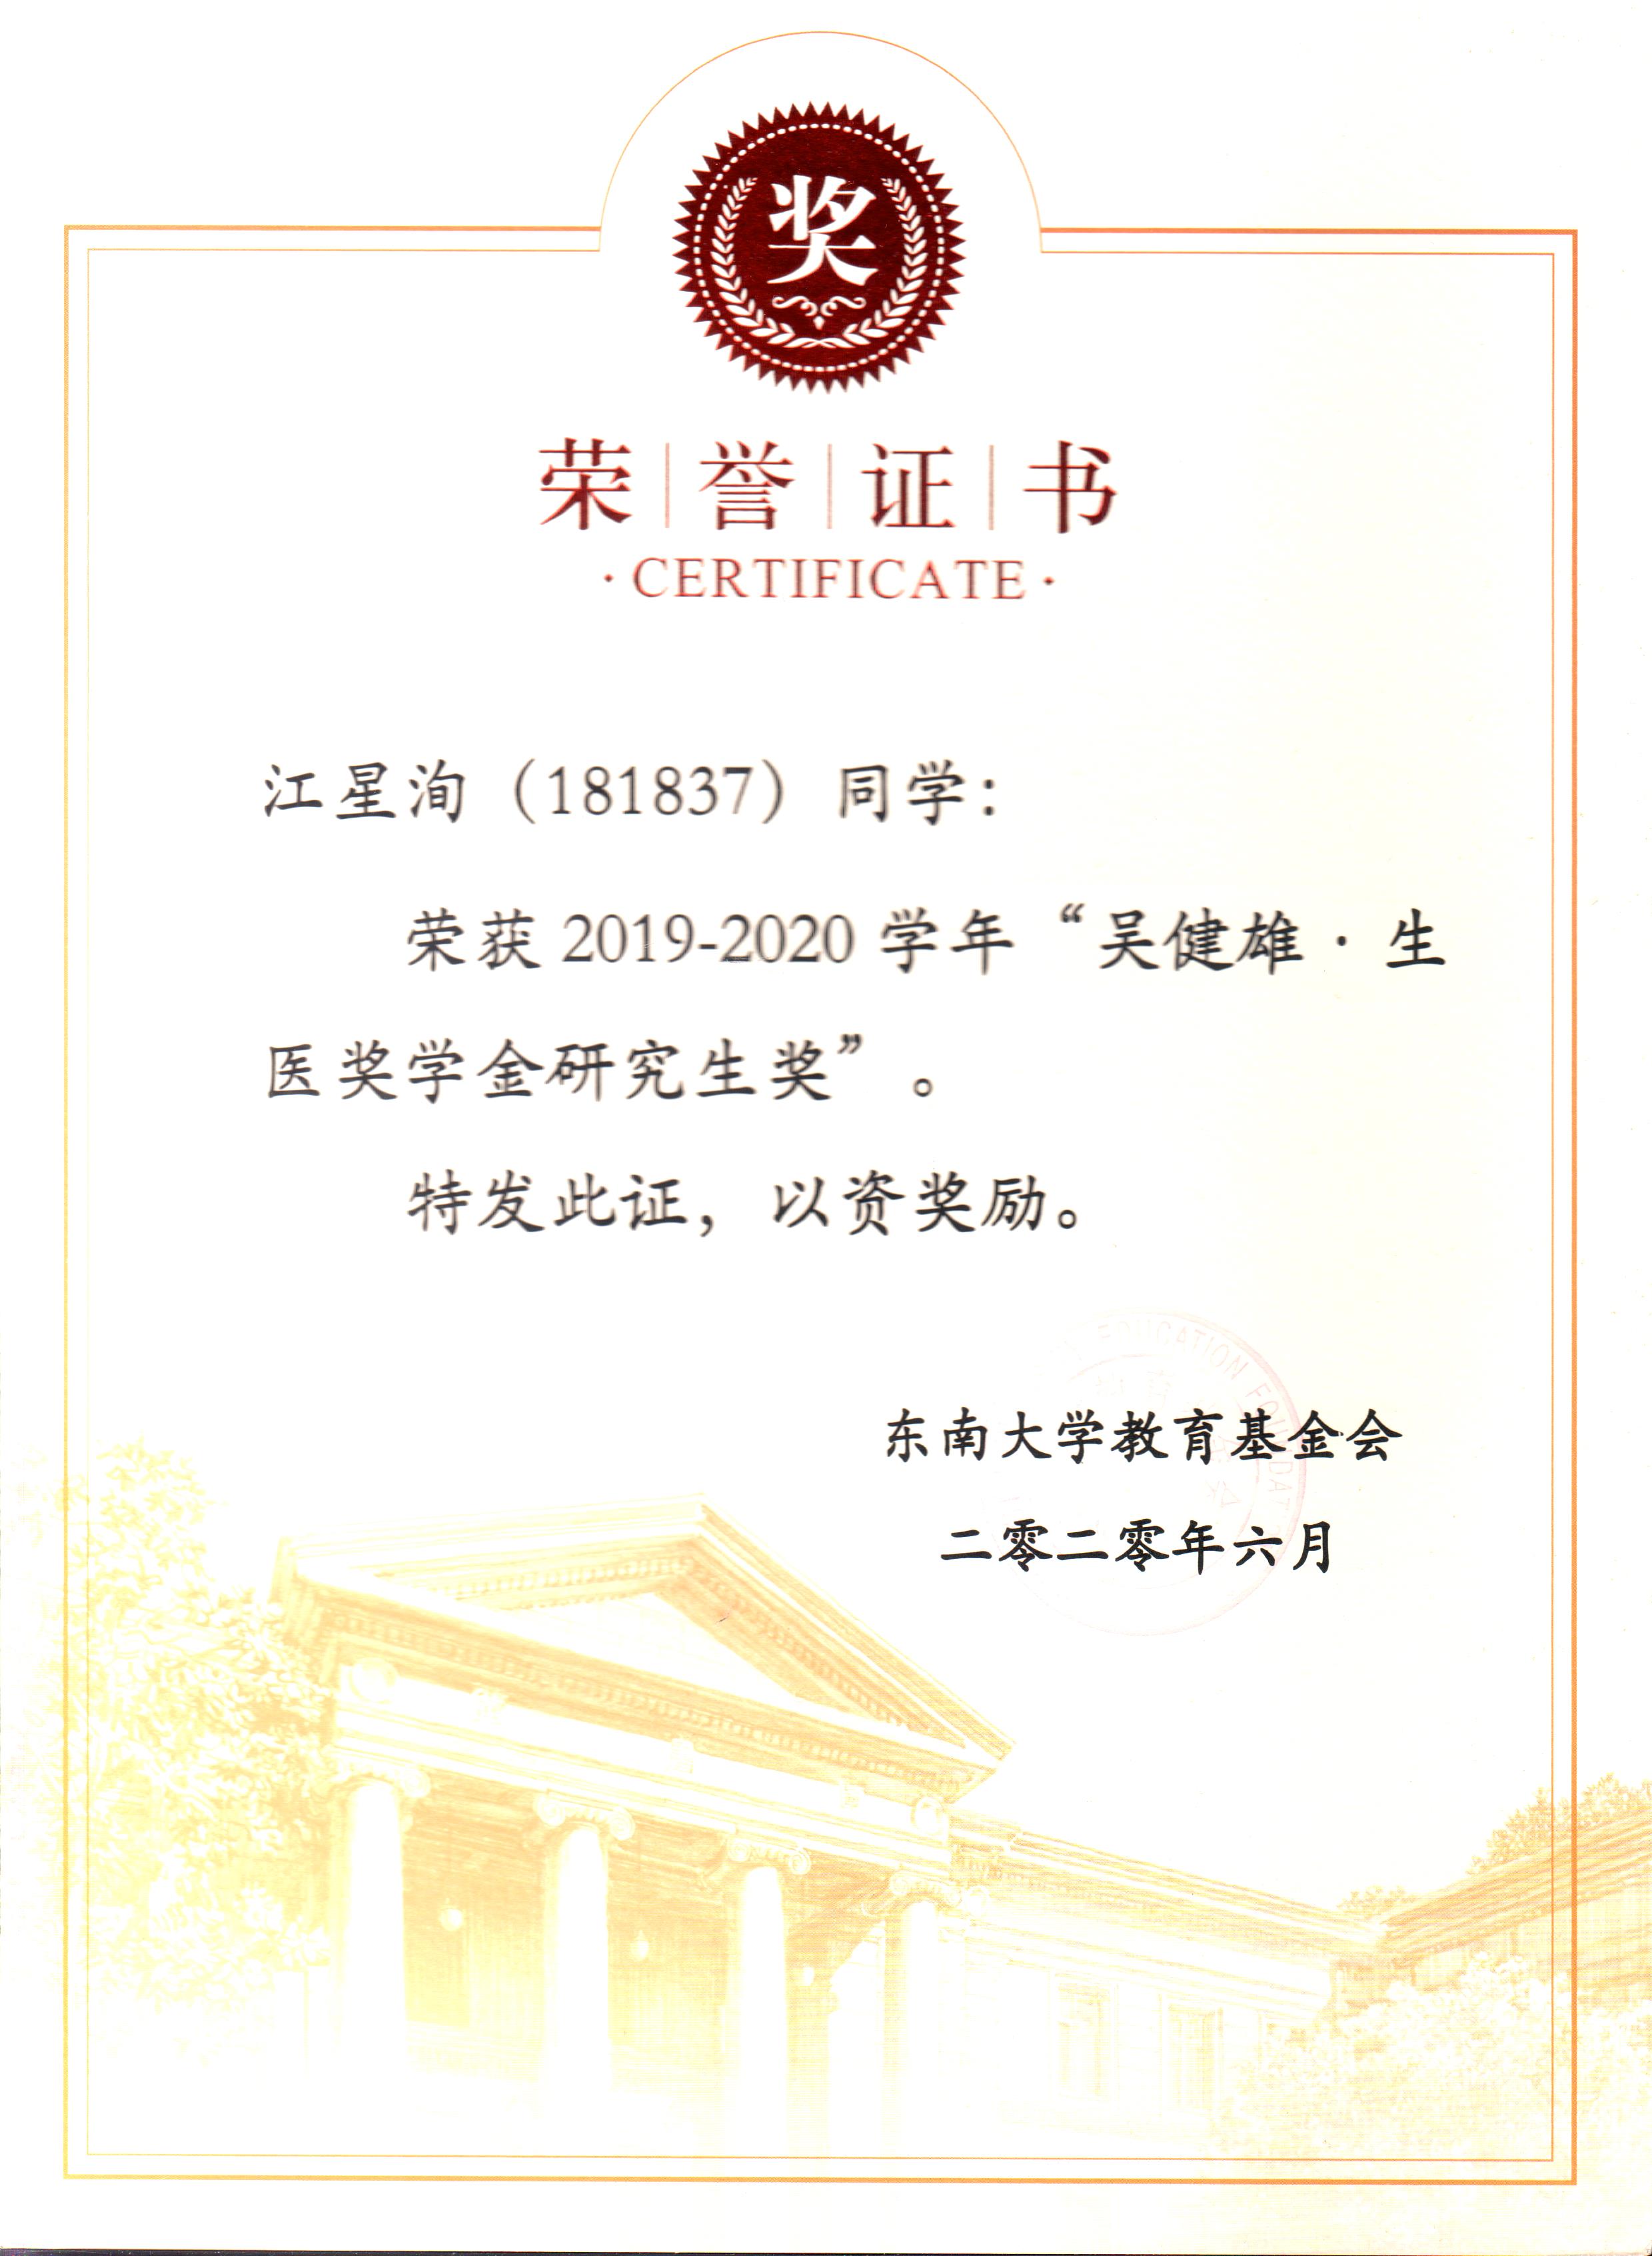 奖
荣誉证书
·CERTIFICATE·
江星洵（181837）同学：
荣获 2019-2020 学年“吴健雄·生
医奖学金研究生奖”。
特发此证，以资奖励。
EDUCATION FOUNDAT
东南大学教育基金会
二零二零年六月